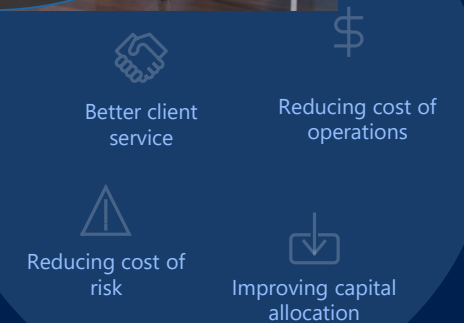 Better client
service
Reducing cost of
operations
Reducing cost of
risk
Improving capital
allocation